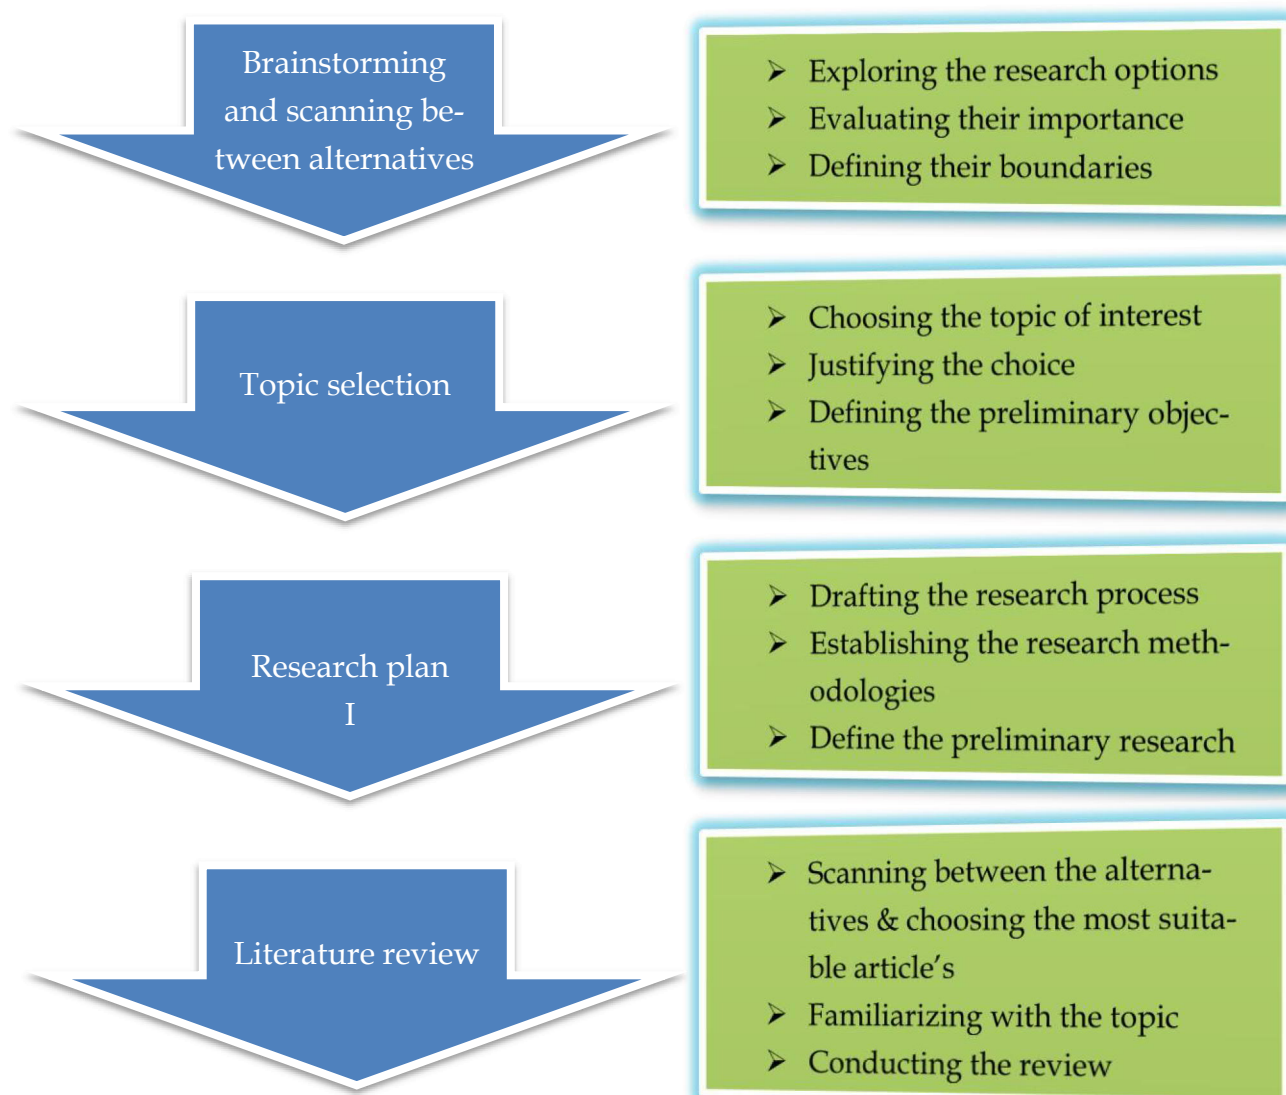 Brainstorming
and scanning be-
tween alternatives
➢ Exploring the research options
➢ Evaluating their importance
➢ Defining their boundaries
Topic selection
➢ Choosing the topic of interest
➢ Justifying the choice
➢ Defining the preliminary objec-
tives
Research plan
I
➢ Drafting the research process
➢ Establishing the research meth-
odologies
➢ Define the preliminary research
Literature review
➢ Scanning between the alterna-
tives & choosing the most suita-
ble article's
➢ Familiarizing with the topic
➢ Conducting the review